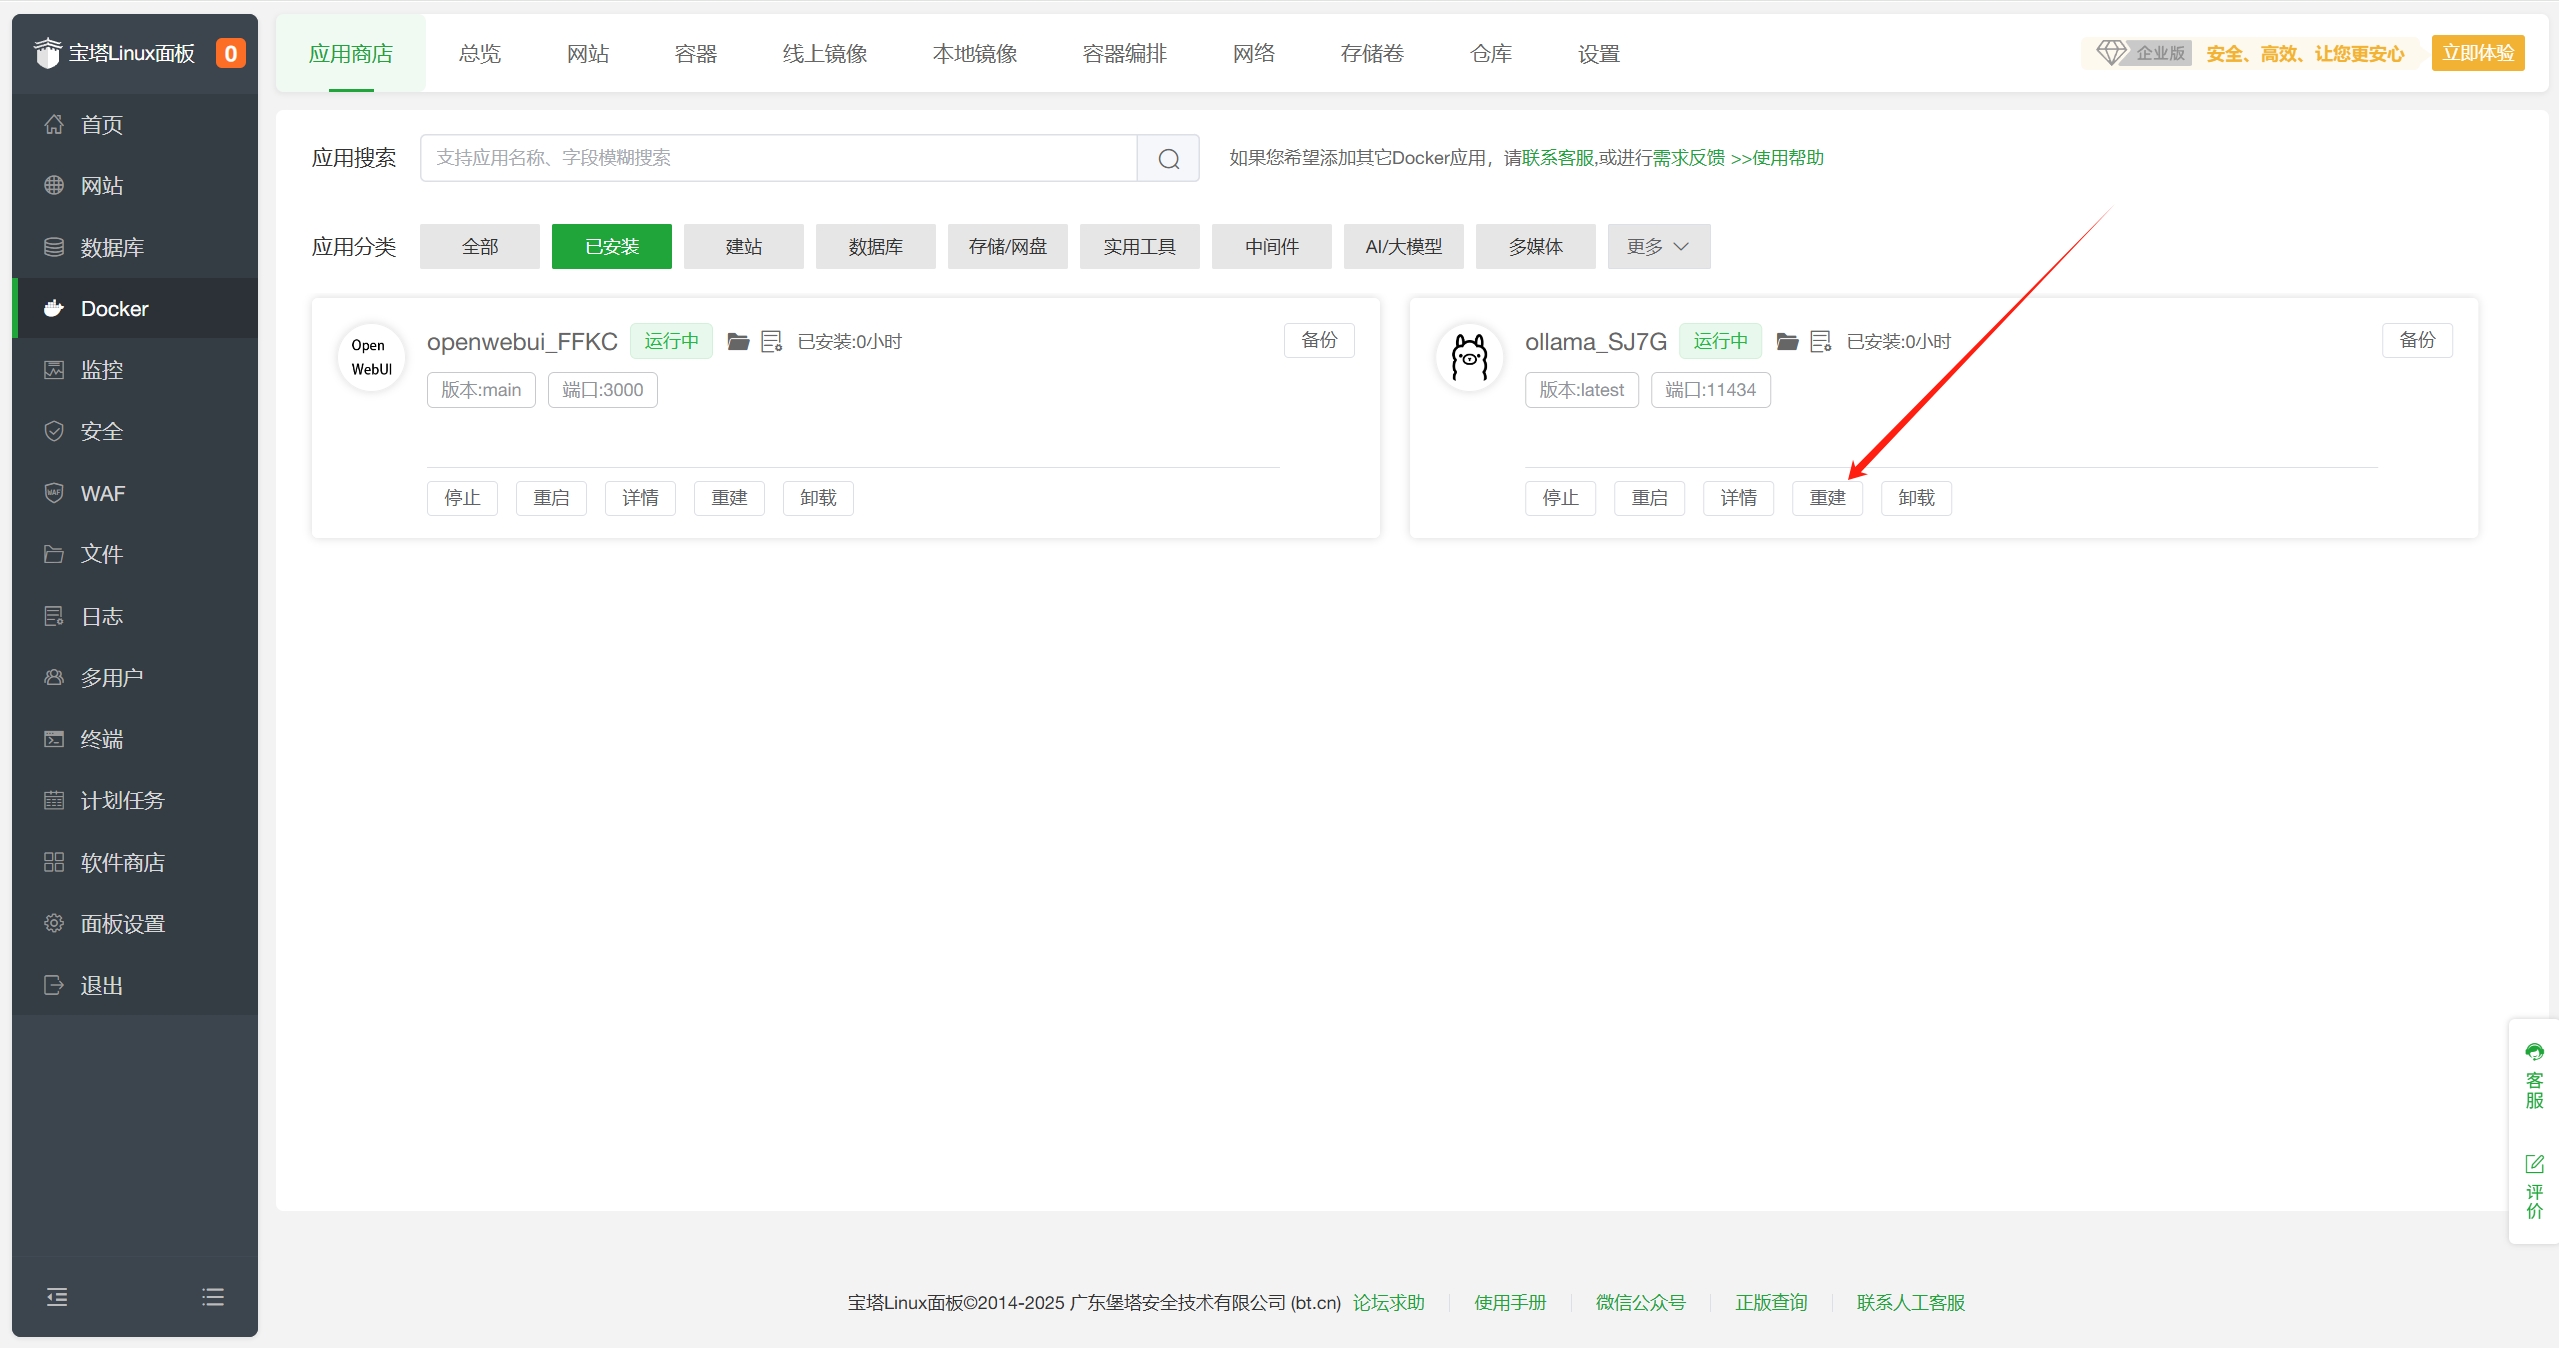 宝塔Linux面板 0
首页
网站
数据库
Docker
监控
安全
WAF
文件
日志
多用户
终端
计划任务
软件商店
面板设置
退出
应用商店 总览 网站 容器 线上镜像 本地镜像 容器编排 网络 存储卷 仓库 设置
企业版 安全、高效、让您更安心 立即体验
应用搜索 支持应用名称、字段模糊搜索 如果您希望添加其它Docker应用，请联系客服,或进行需求反馈 >>使用帮助
应用分类 全部 已安装 建站 数据库 存储/网盘 实用工具 中间件 AI/大模型 多媒体 更多
Open
WebUI
openwebui_FFKC 运行中 已安装:0小时 备份
版本:main 端口:3000
停止 重启 详情 重建 卸载
ollama_SJ7G 运行中 已安装:0小时 备份
版本:latest 端口:11434
停止 重启 详情 重建 卸载
客服
评价
宝塔Linux面板©2014-2025 广东堡塔安全技术有限公司 (bt.cn) 论坛求助 使用手册 微信公众号 正版查询 联系人工客服